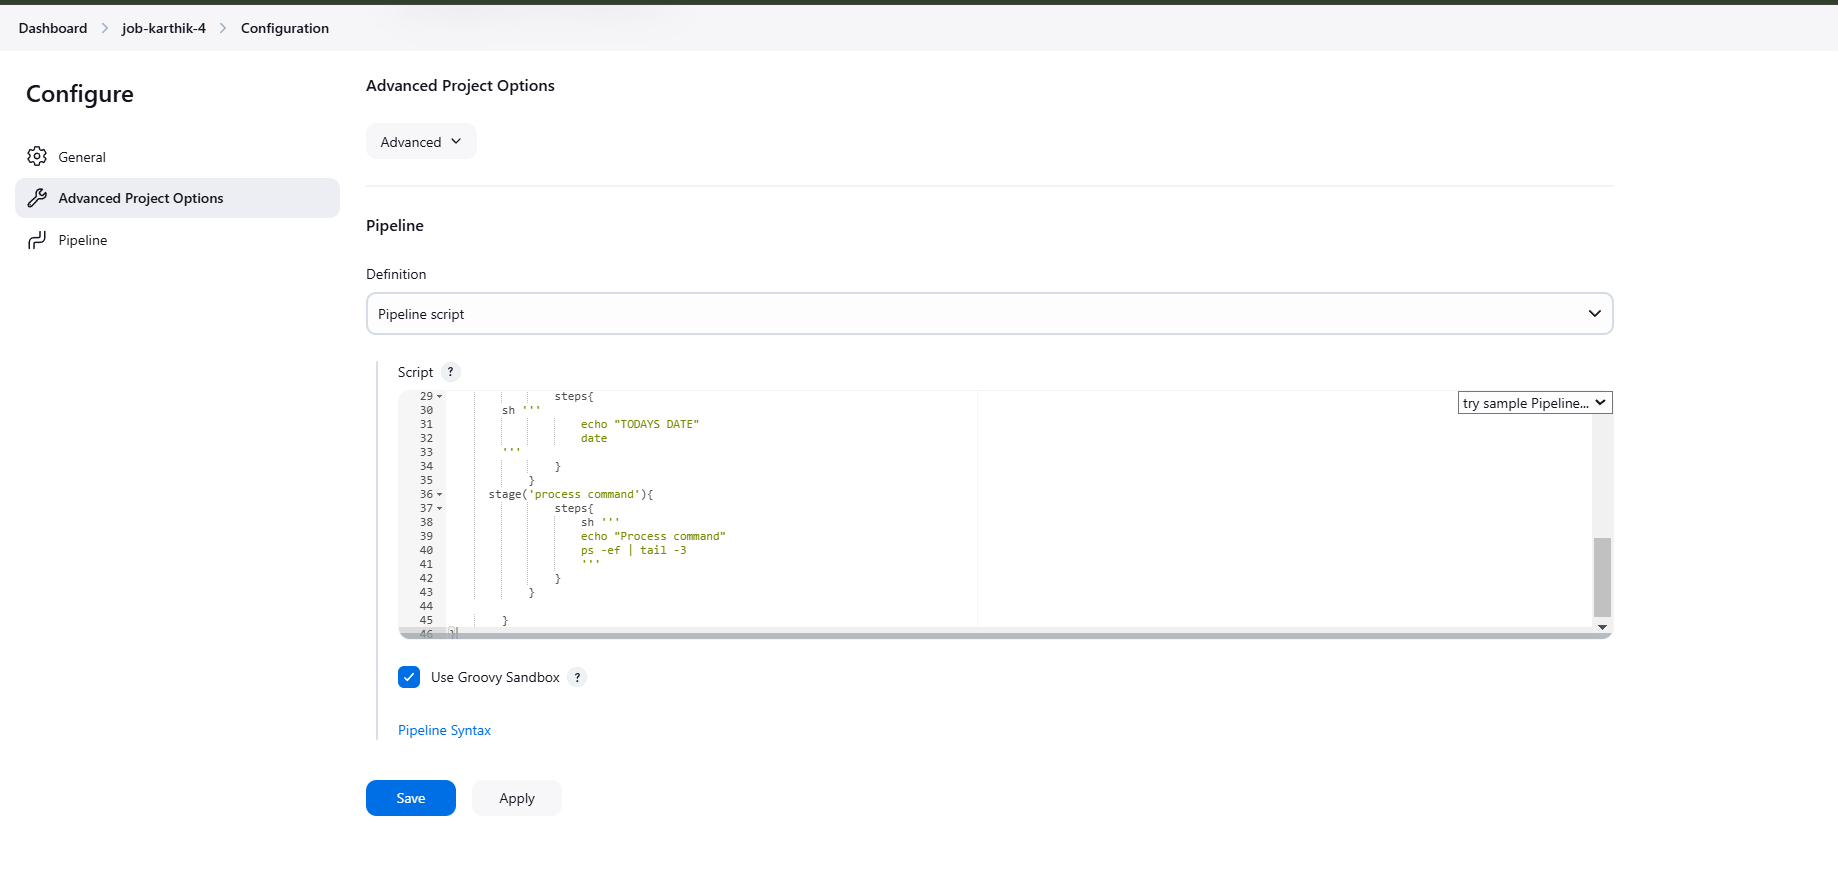 Dashboard > job-karthik-4 > Configuration
Configure
General
Advanced Project Options
Pipeline
Advanced Project Options
Advanced
Pipeline
Definition
Pipeline script
Script ?
try sample Pipeline...
29 steps{
30 sh '''
31 echo "TODAYS DATE"
32 date
33 '''
34 }
35 }
36 stage('process command'){
37 steps{
38 sh '''
39 echo "Process command"
40 ps -ef | tail -3
41 '''
42 }
43 }
44
45 }
46 }
Use Groovy Sandbox ?
Pipeline Syntax
Save
Apply